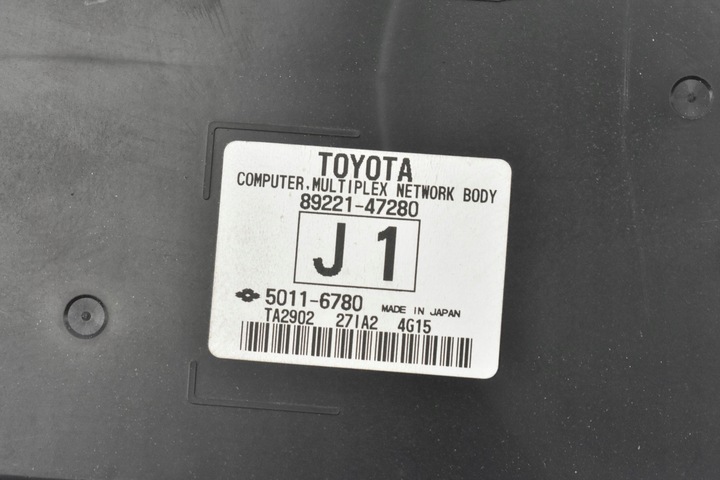 TOYOTA
COMPUTER,MULTIPLEX NETWORK BODY
89221-47280
J 1
5011-6780 MADE IN JAPAN
TA2902 271A2 4G15